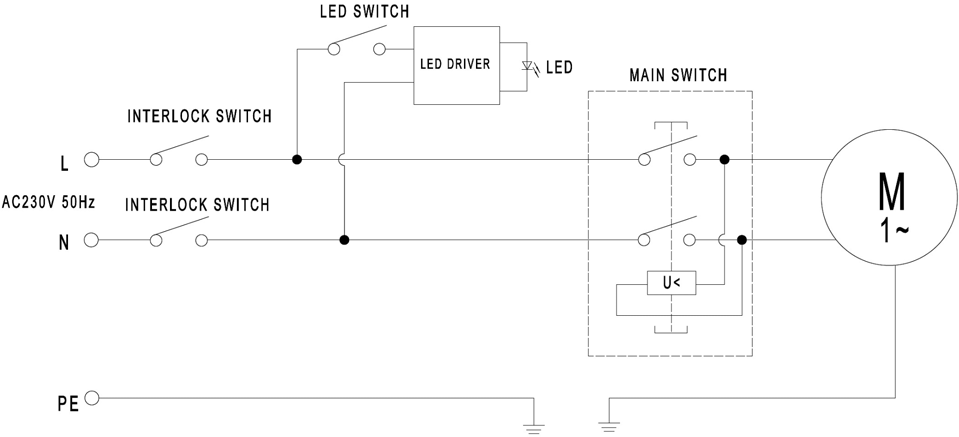 LED SWITCH
LED DRIVER
LED
MAIN SWITCH
INTERLOCK SWITCH
L
AC230V 50Hz
INTERLOCK SWITCH
N
M
1~
U<
PE